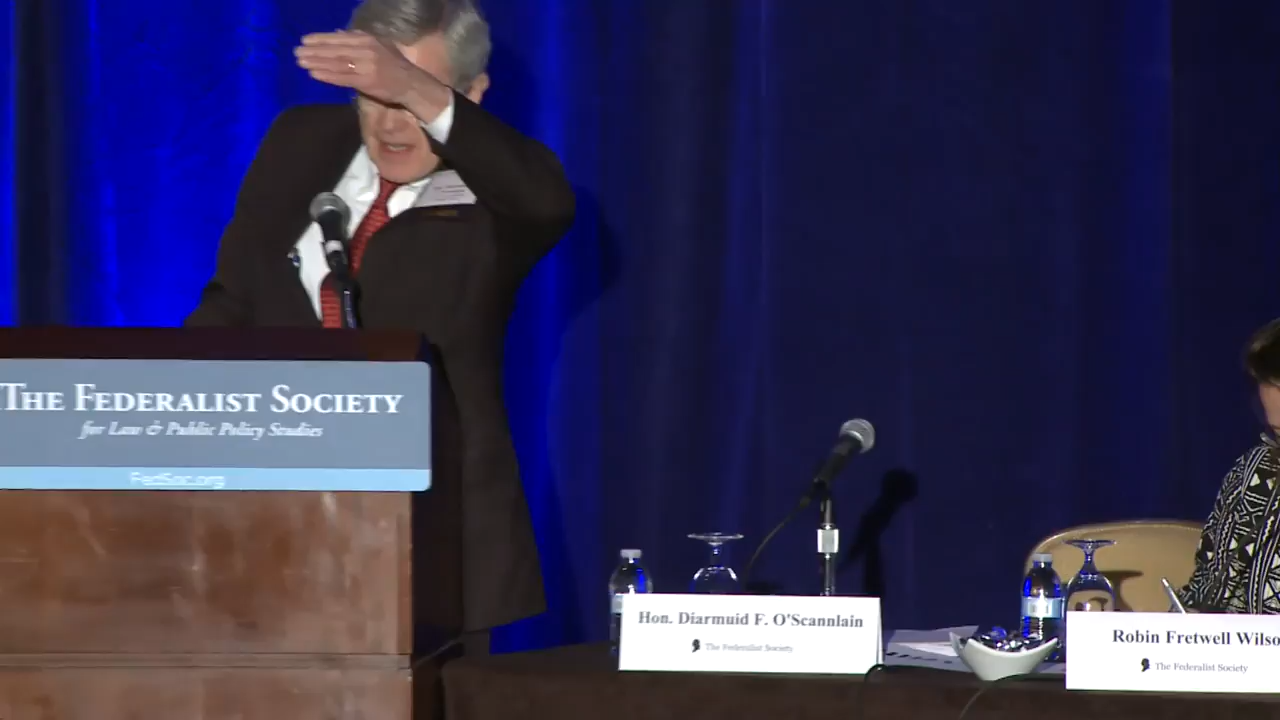 THE FEDERALIST SOCIETY
for Law & Public Policy Studies
FedSoc.org
Hon. Diarmuid F. O'Scannlain
The Federalist Society
Robin Fretwell Wilso
The Federalist Society